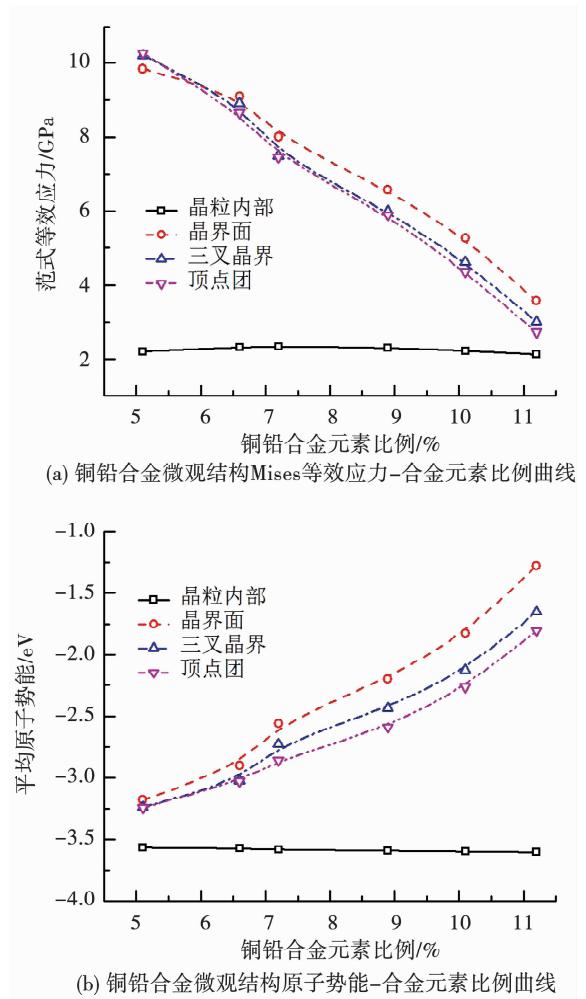 10
8
6
4
2
范式等效应力/GPa
晶粒内部
晶界面
三叉晶界
顶点团
5 6 7 8 9 10 11
铜铅合金元素比例/%
(a) 铜铅合金微观结构Mises等效应力-合金元素比例曲线
-1.0
-1.5
-2.0
-2.5
-3.0
-3.5
-4.0
平均原子势能/eV
晶粒内部
晶界面
三叉晶界
顶点团
5 6 7 8 9 10 11
铜铅合金元素比例/%
(b) 铜铅合金微观结构原子势能-合金元素比例曲线